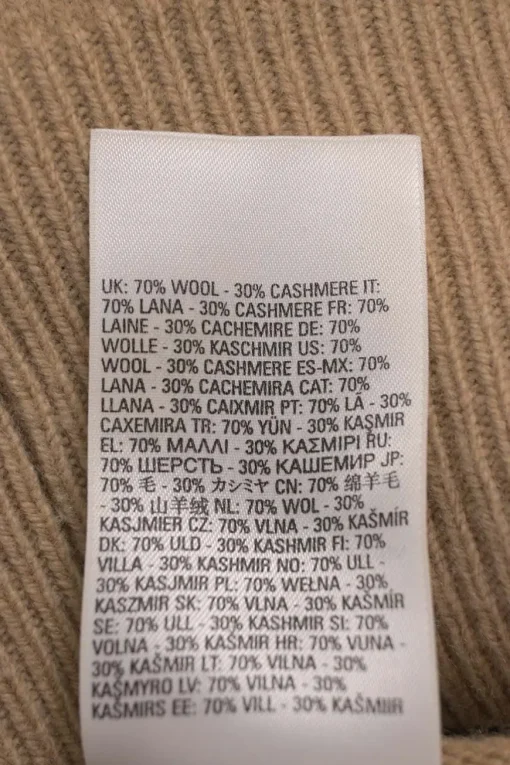 UK: 70% WOOL - 30% CASHMERE IT:
70% LANA - 30% CASHMERE FR: 70%
LAINE - 30% CACHEMIRE DE: 70%
WOLLE - 30% KASCHMIR US: 70%
WOOL - 30% CASHMERE ES-MX: 70%
LANA - 30% CACHEMIRA CAT: 70%
LLANA - 30% CAIXMIR PT: 70% LÃ - 30%
CAXEMIRA TR: 70% YÜN - 30% KAŞMIR
EL: 70% ΜΑΛΛΙ - 30% ΚΑΣΜΙΡΙ RU:
70% ШЕРСТЬ - 30% КАШЕМИР JP:
70% 毛 - 30% カシミヤ CN: 70% 绵羊毛
- 30% 山羊绒 NL: 70% WOL - 30%
KASJMIER CZ: 70% VLNA - 30% KAŠMÍR
DK: 70% ULD - 30% KASHMIR FI: 70%
VILLA - 30% KASHMIR NO: 70% ULL -
30% KASJMIR PL: 70% WEŁNA - 30%
KASZMIR SK: 70% VLNA - 30% KAŠMÍR
SE: 70% ULL - 30% KASHMIR SI: 70%
VOLNA - 30% KAŠMIR HR: 70% VUNA -
30% KAŠMIR LT: 70% VILNA - 30%
KAŠMYRO LV: 70% VILNA - 30%
KAŠMIRS EE: 70% VILL - 30% KAŠMIIR